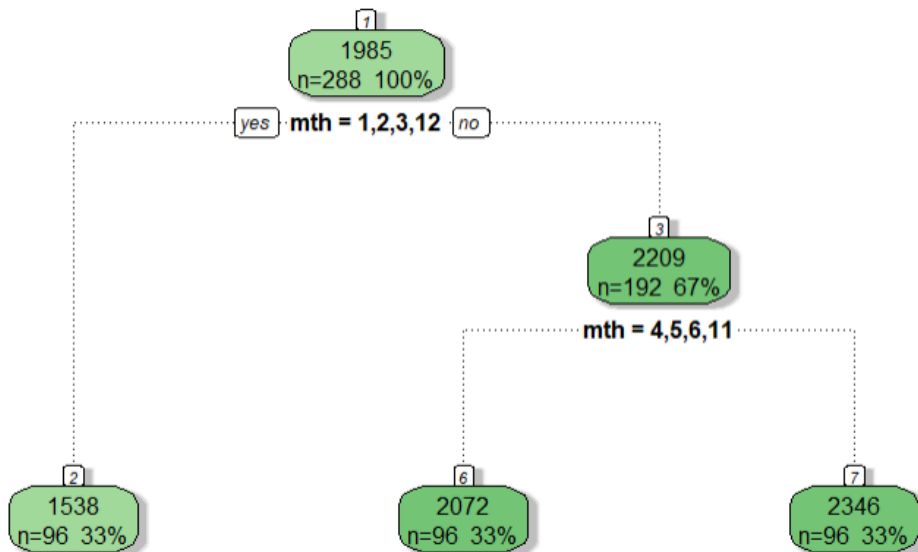 1
1985
n=288 100%
yes mth = 1,2,3,12 no
3
2209
n=192 67%
mth = 4,5,6,11
2
1538
n=96 33%
6
2072
n=96 33%
7
2346
n=96 33%